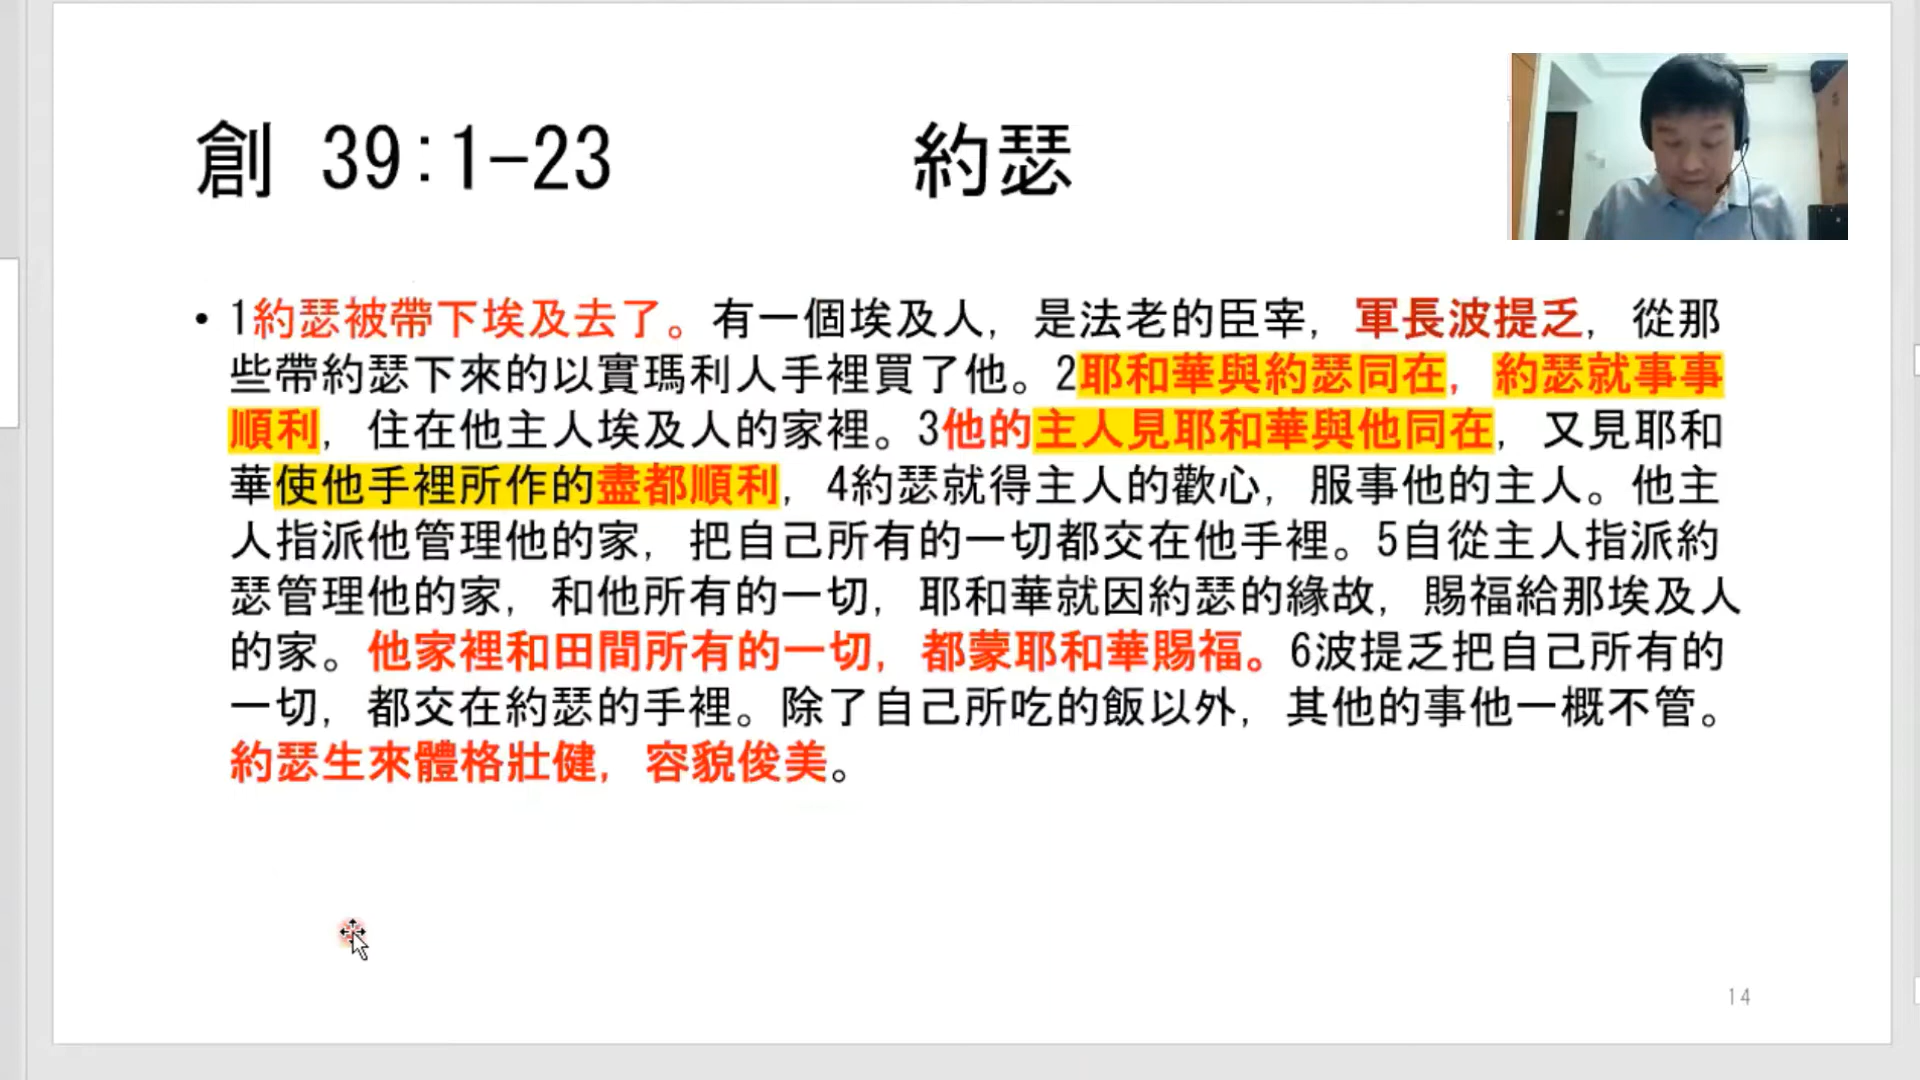 創 39:1-23 約瑟
• 1約瑟被帶下埃及去了。有一個埃及人, 是法老的臣宰, 軍長波提乏, 從那
些帶約瑟下來的以實瑪利人手裡買了他。2耶和華與約瑟同在, 約瑟就事事
順利, 住在他主人埃及人的家裡。3他的主人見耶和華與他同在, 又見耶和
華使他手裡所作的盡都順利, 4約瑟就得主人的歡心, 服事他的主人。他主
人指派他管理他的家, 把自己所有的一切都交在他手裡。5自從主人指派約
瑟管理他的家, 和他所有的一切, 耶和華就因約瑟的緣故, 賜福給那埃及人
的家。他家裡和田間所有的一切, 都蒙耶和華賜福。6波提乏把自己所有的
一切, 都交在約瑟的手裡。除了自己所吃的飯以外, 其他的事他一概不管。
約瑟生來體格壯健, 容貌俊美。
14